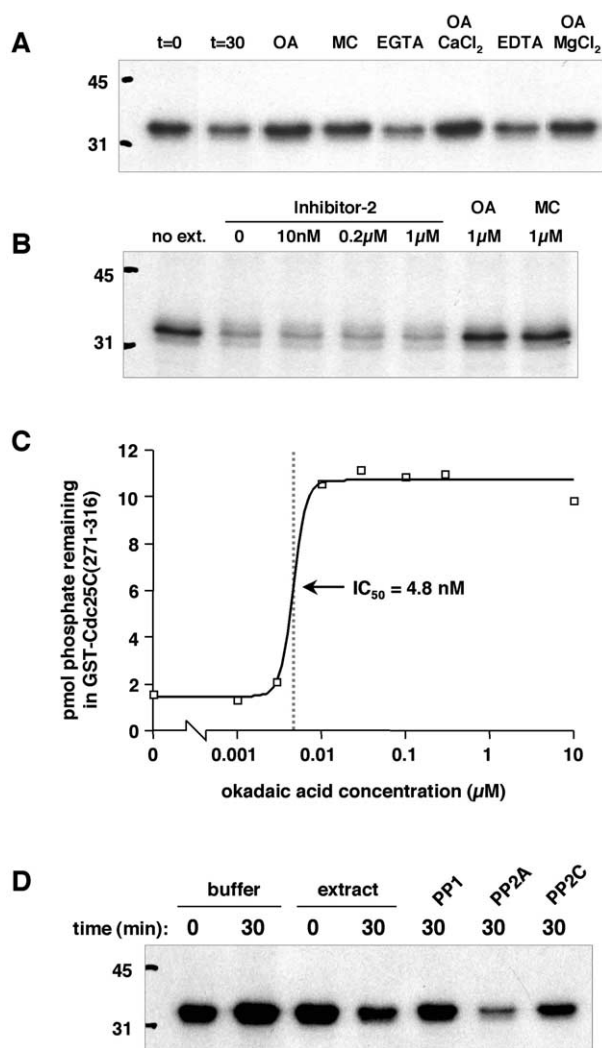 A
OA OA
t=0 t=30 OA MC EGTA CaCl₂ EDTA MgCl₂
45
31
B
Inhibitor-2 OA MC
no ext. 0 10nM 0.2µM 1µM 1µM 1µM
45
31
C
12
10
8
6
4
2
0
pmol phosphate remaining
in GST-Cdc25C(271-316)
IC₅₀ = 4.8 nM
0 0.001 0.01 0.1 1 10
okadaic acid concentration (µM)
D
buffer extract PP1 PP2A PP2C
time (min): 0 30 0 30 30 30 30
45
31